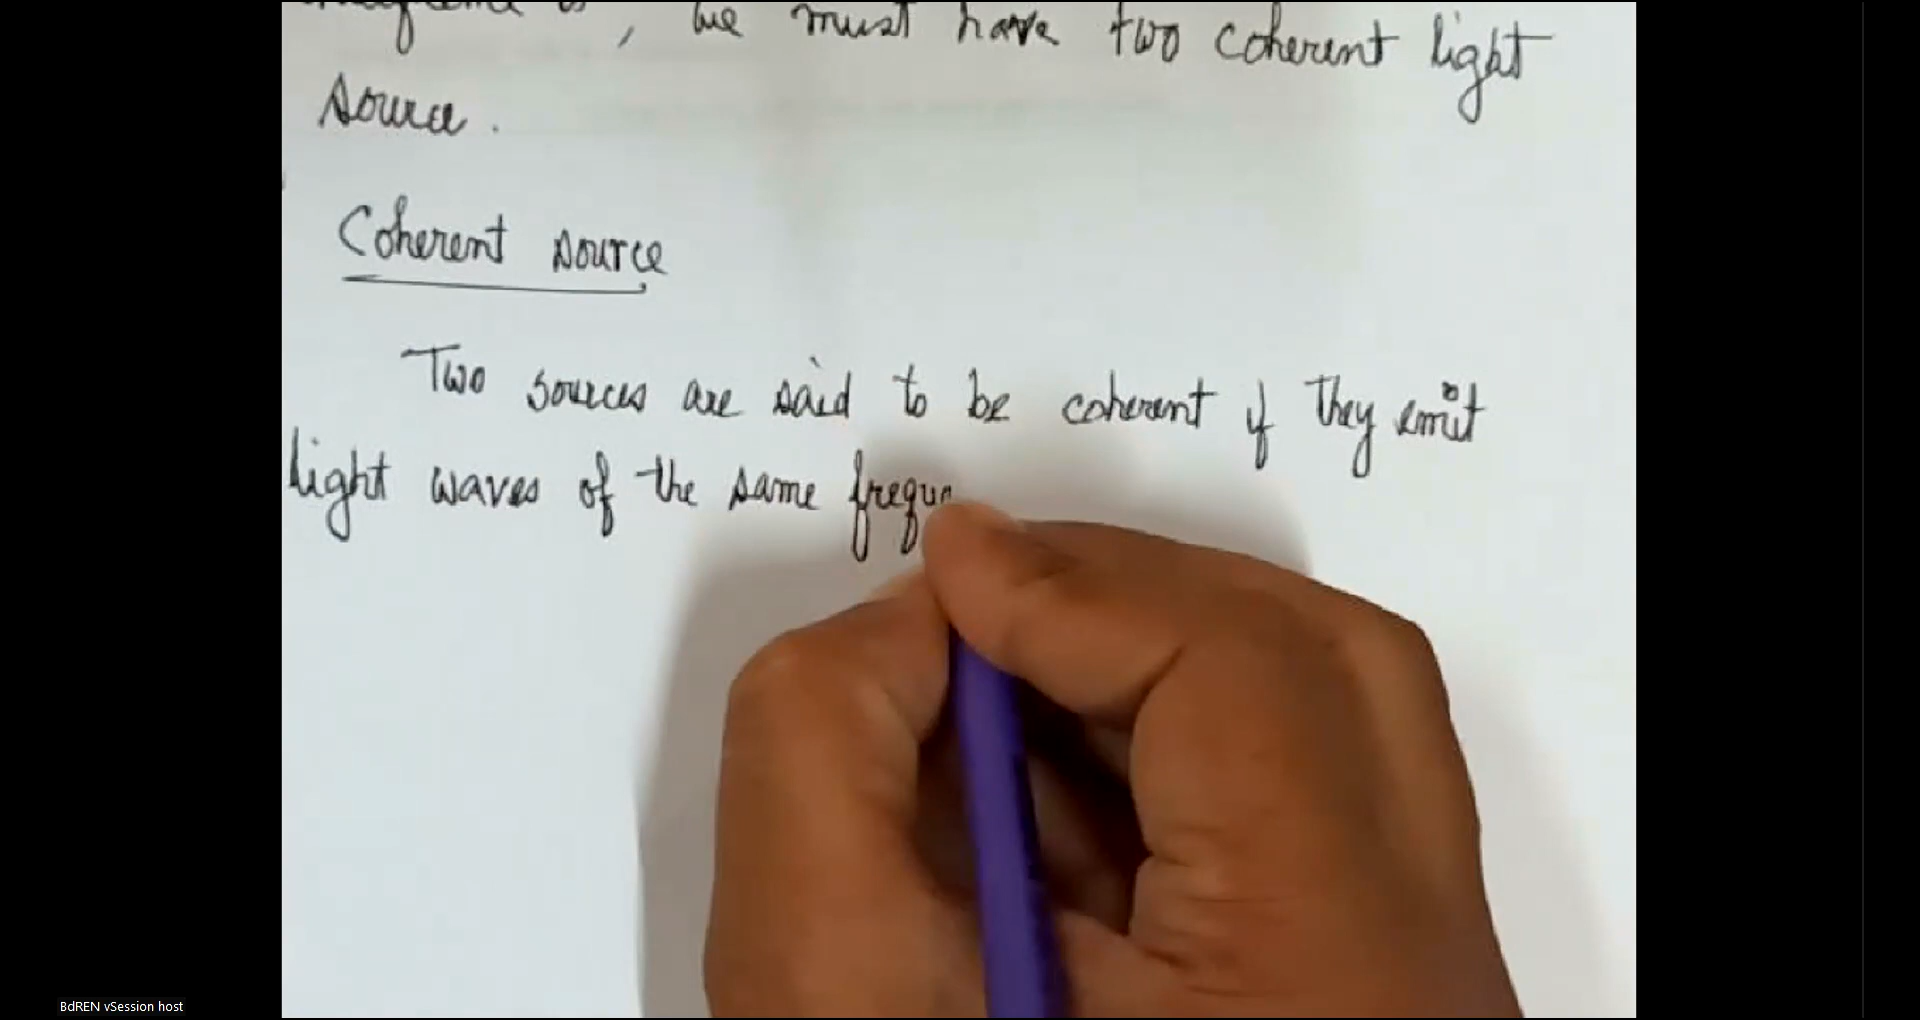 , we must have two coherent light
source.
Coherent source
Two sources are said to be coherent if they emit
light waves of the same freque
BdREN vSession host